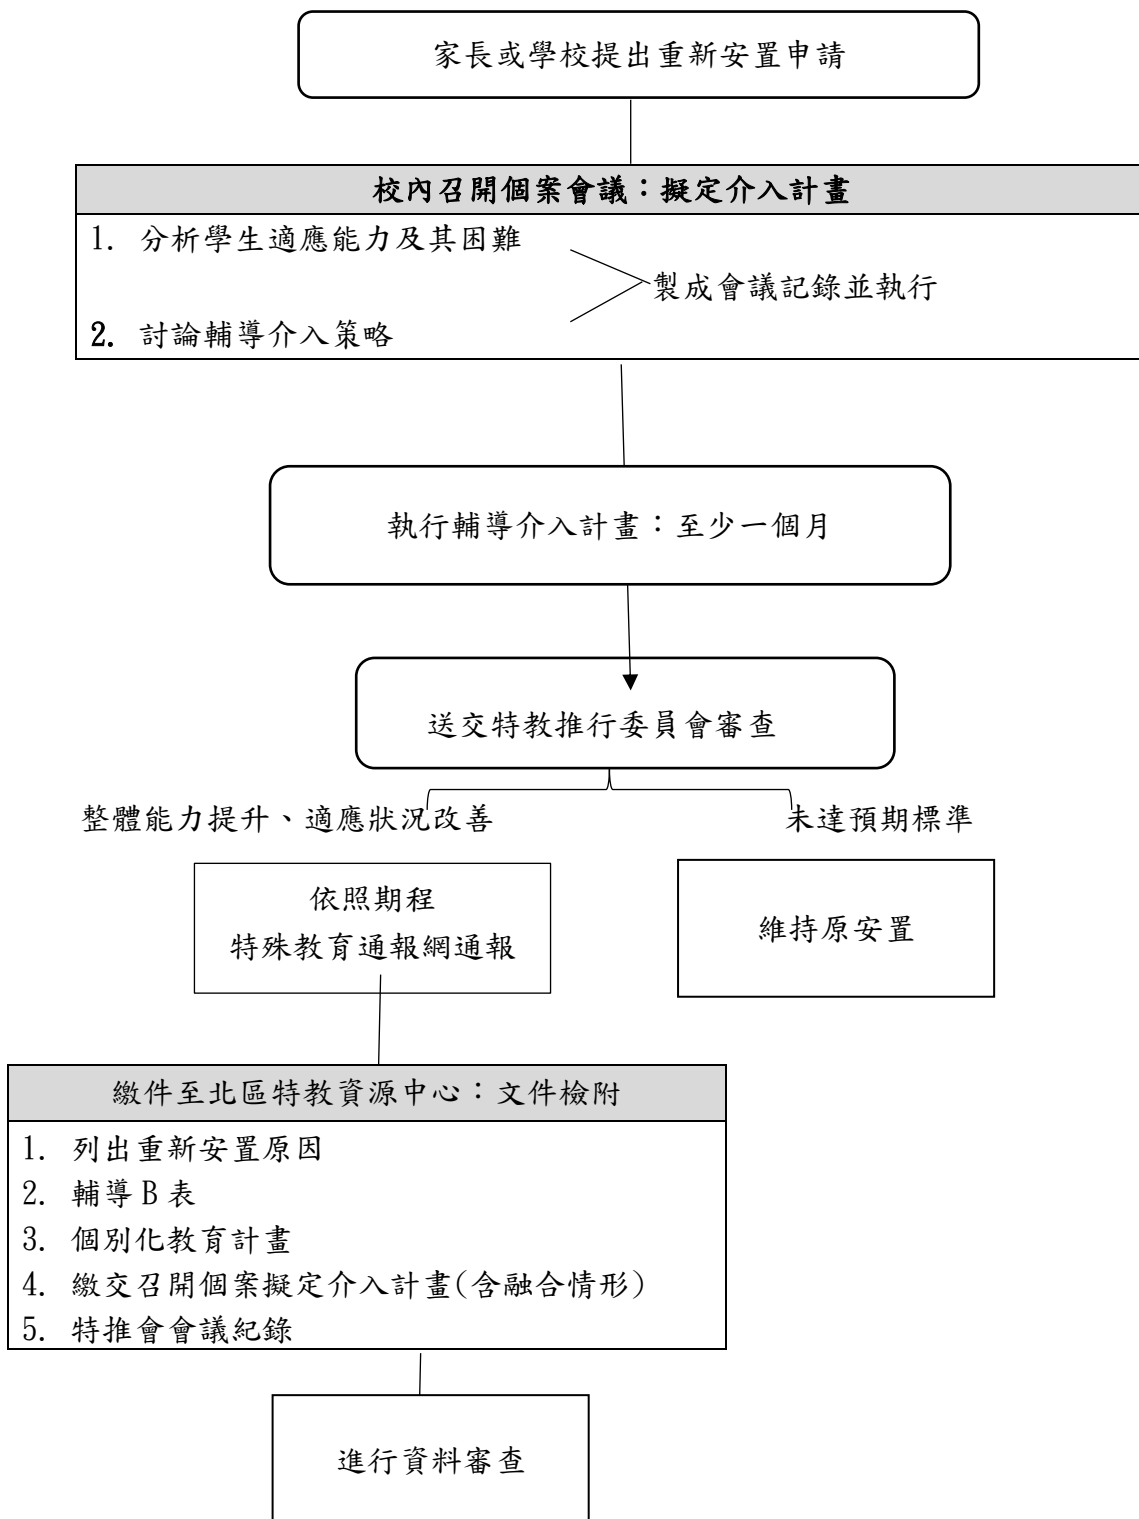 家長或學校提出重新安置申請
校內召開個案會議：擬定介入計畫
1. 分析學生適應能力及其困難
製成會議記錄並執行
2. 討論輔導介入策略
執行輔導介入計畫：至少一個月
送交特教推行委員會審查
整體能力提升、適應狀況改善
未達預期標準
依照期程
特殊教育通報網通報
維持原安置
繳件至北區特教資源中心：文件檢附
1. 列出重新安置原因
2. 輔導 B 表
3. 個別化教育計畫
4. 繳交召開個案擬定介入計畫(含融合情形)
5. 特推會會議紀錄
進行資料審查